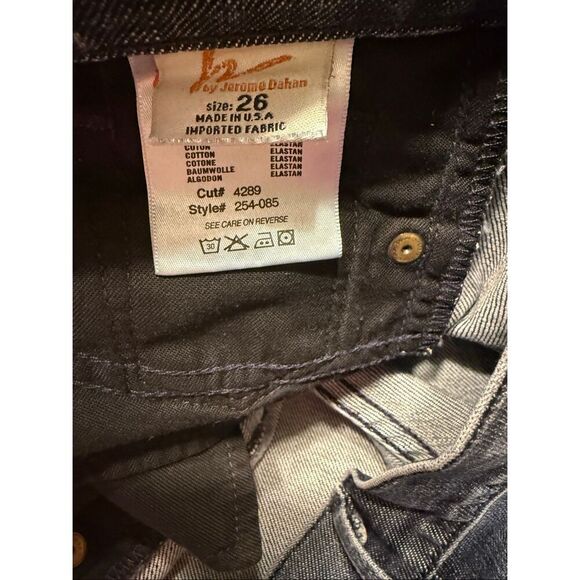 by Jerome Dahan
size: 26
MADE IN U.S.A
IMPORTED FABRIC
COTON ELASTAN
COTTON ELASTAN
COTONE ELASTAN
BAUMWOLLE ELASTAN
ALGODON ELASTAN
Cut# 4289
Style# 254-085
SEE CARE ON REVERSE
30